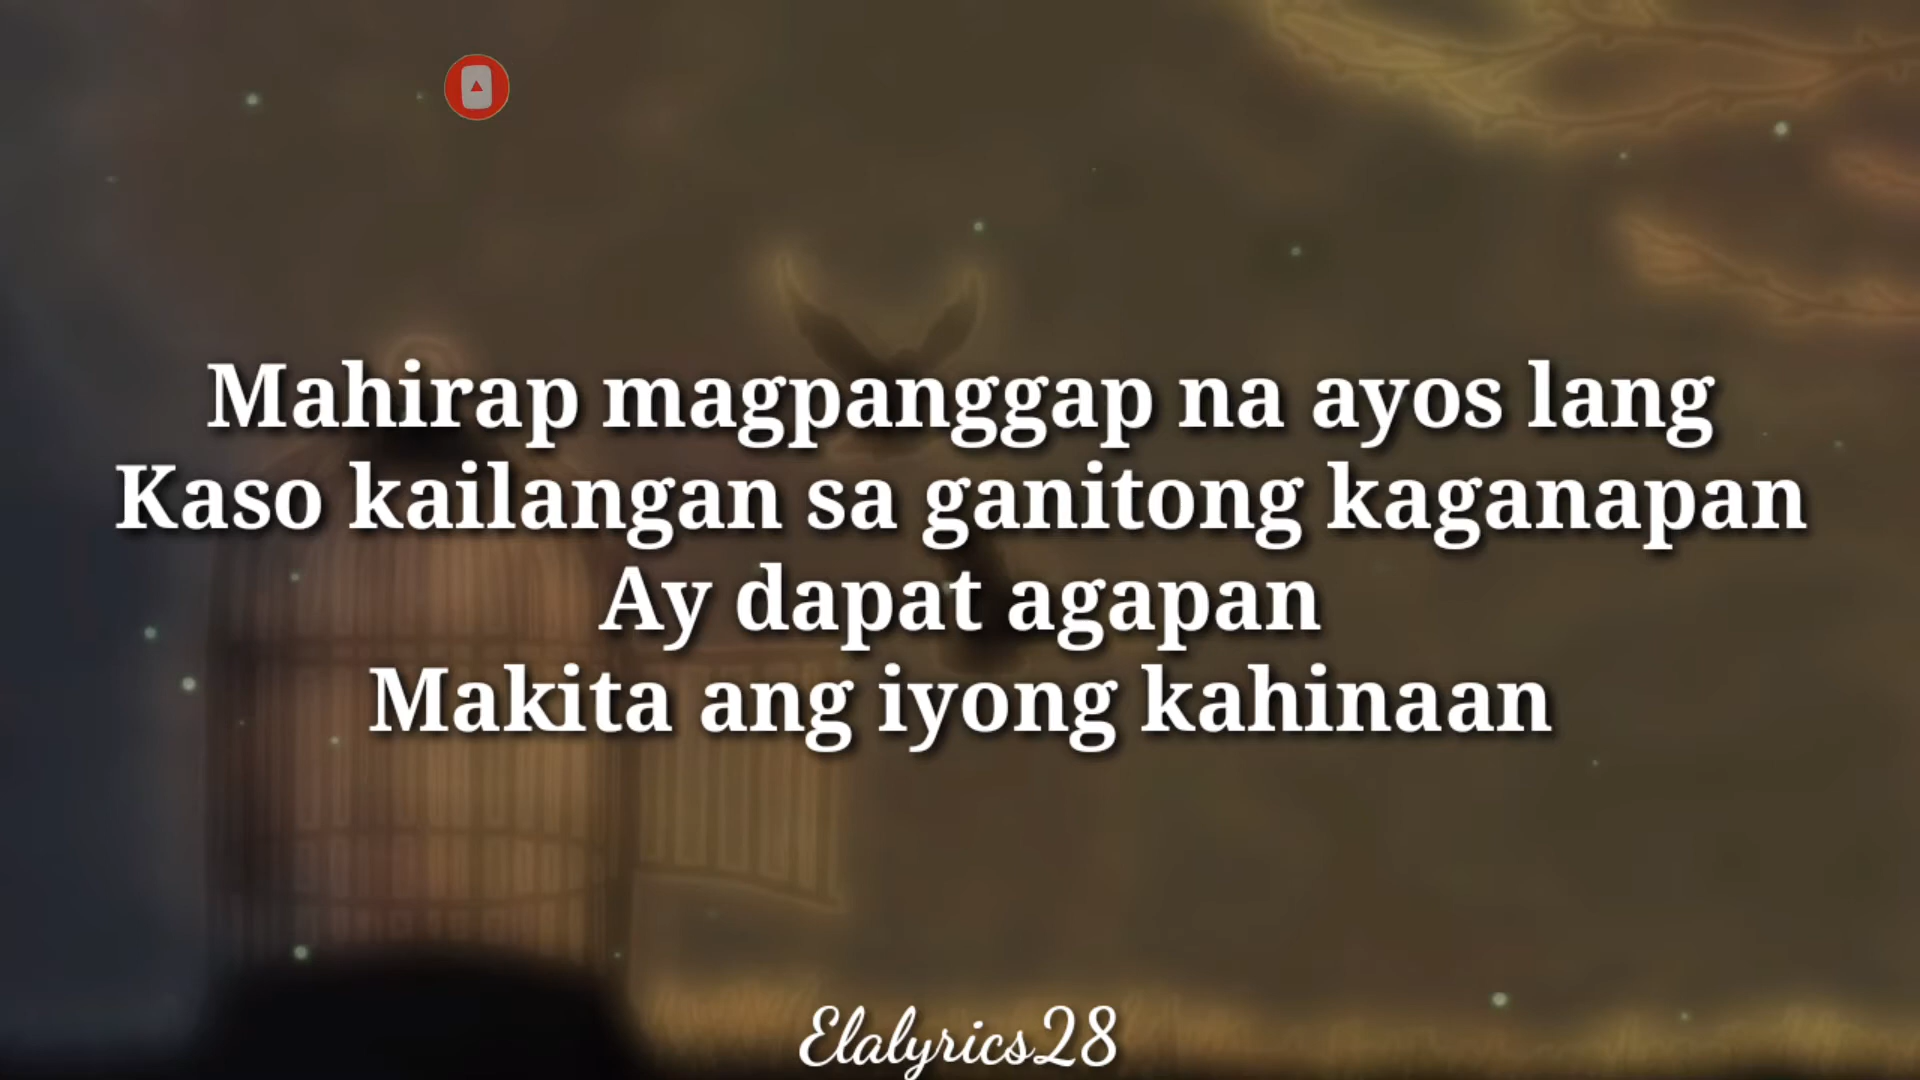 Mahirap magpanggap na ayos lang
Kaso kailangan sa ganitong kaganapan
Ay dapat agapan
Makita ang iyong kahinaan
Elalyrics28